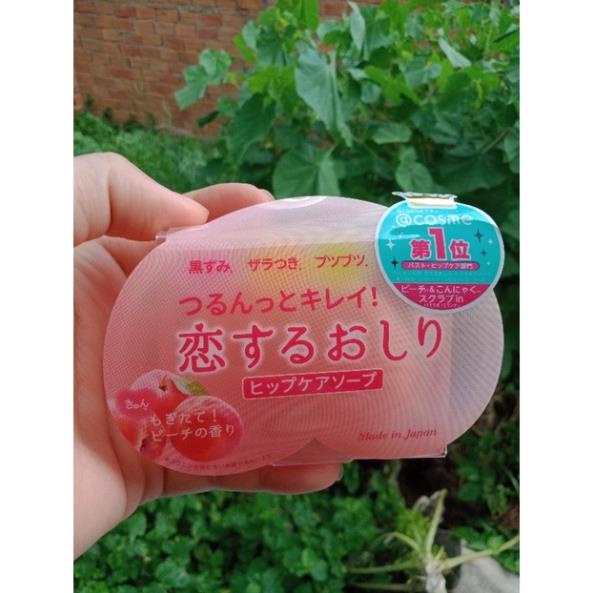 @cosme
第1位
バスト・ヒップケア部門
ピーチ&こんにゃく
スクラブin
黒ずみ、ザラつき、ブツブツ、
つるんっとキレイ!
恋するおしり
ヒップケアソープ
きゅん
もぎたて!
ピーチの香り
Made in Japan